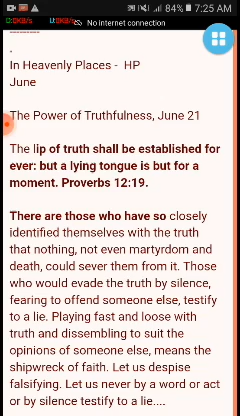 84% 7:25 AM
0KB/s U:0KB/s No internet connection
.
In Heavenly Places - HP
June
The Power of Truthfulness, June 21
The lip of truth shall be established for
ever: but a lying tongue is but for a
moment. Proverbs 12:19.
There are those who have so closely
identified themselves with the truth
that nothing, not even martyrdom and
death, could sever them from it. Those
who would evade the truth by silence,
fearing to offend someone else, testify
to a lie. Playing fast and loose with
truth and dissembling to suit the
opinions of someone else, means the
shipwreck of faith. Let us despise
falsifying. Let us never by a word or act
or by silence testify to a lie....